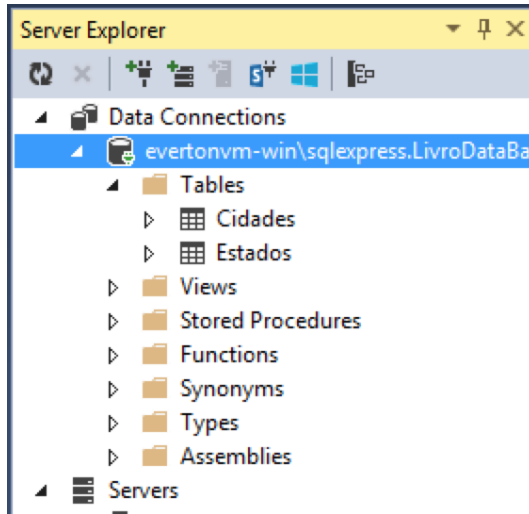 Server Explorer
Data Connections
evertonvm-win\sqlexpress.LivroDataBa
Tables
Cidades
Estados
Views
Stored Procedures
Functions
Synonyms
Types
Assemblies
Servers